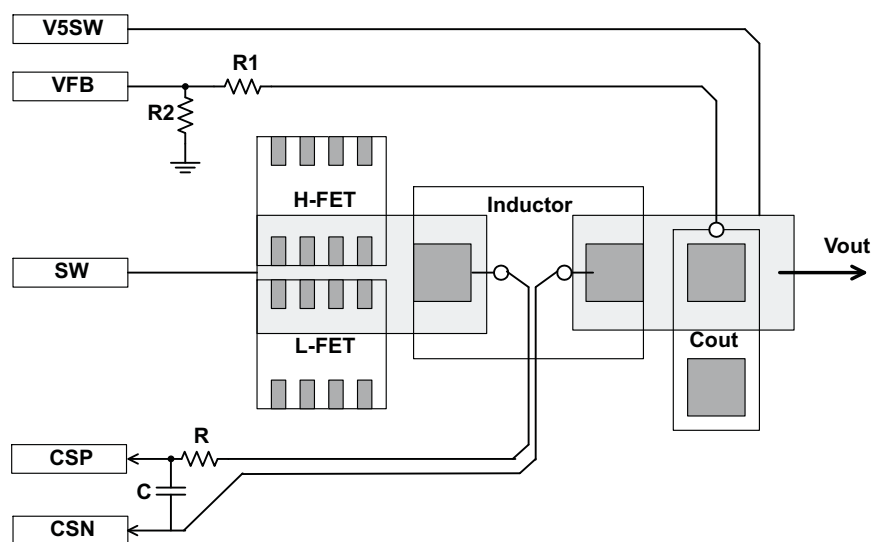 V5SW
VFB
R1
R2
H-FET
Inductor
SW
Vout
L-FET
Cout
CSP
R
C
CSN